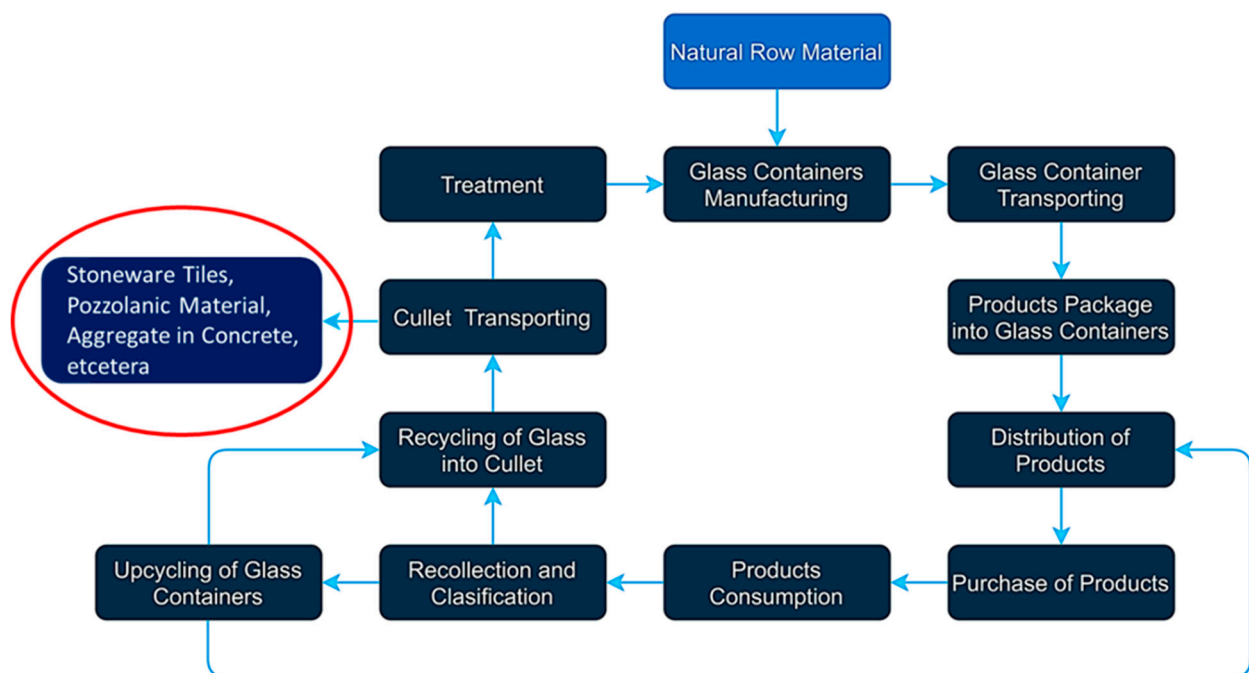 Natural Row Material
Treatment
Glass Containers
Manufacturing
Glass Container
Transporting
Stoneware Tiles,
Pozzolanic Material,
Aggregate in Concrete,
etcetera
Cullet Transporting
Products Package
into Glass Containers
Recycling of Glass
into Cullet
Distribution of
Products
Upcycling of Glass
Containers
Recollection and
Clasification
Products
Consumption
Purchase of Products